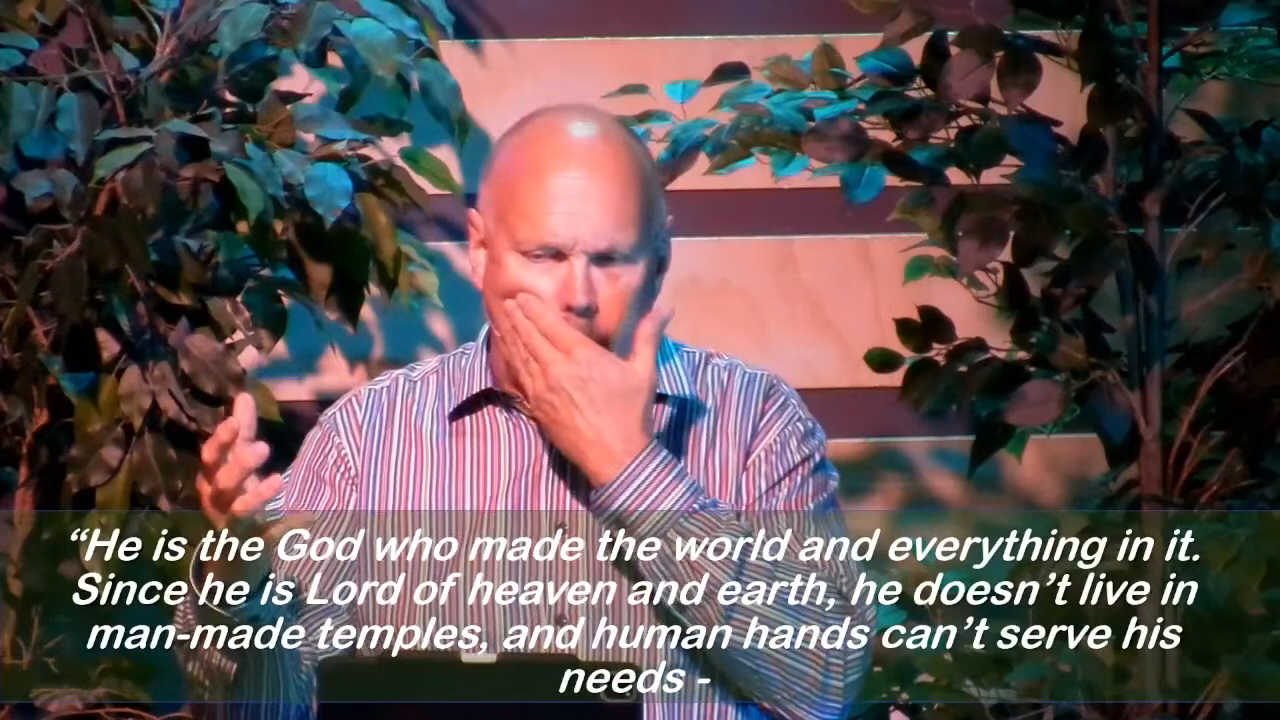 “He is the God who made the world and everything in it.
Since he is Lord of heaven and earth, he doesn’t live in
man-made temples, and human hands can’t serve his
needs -